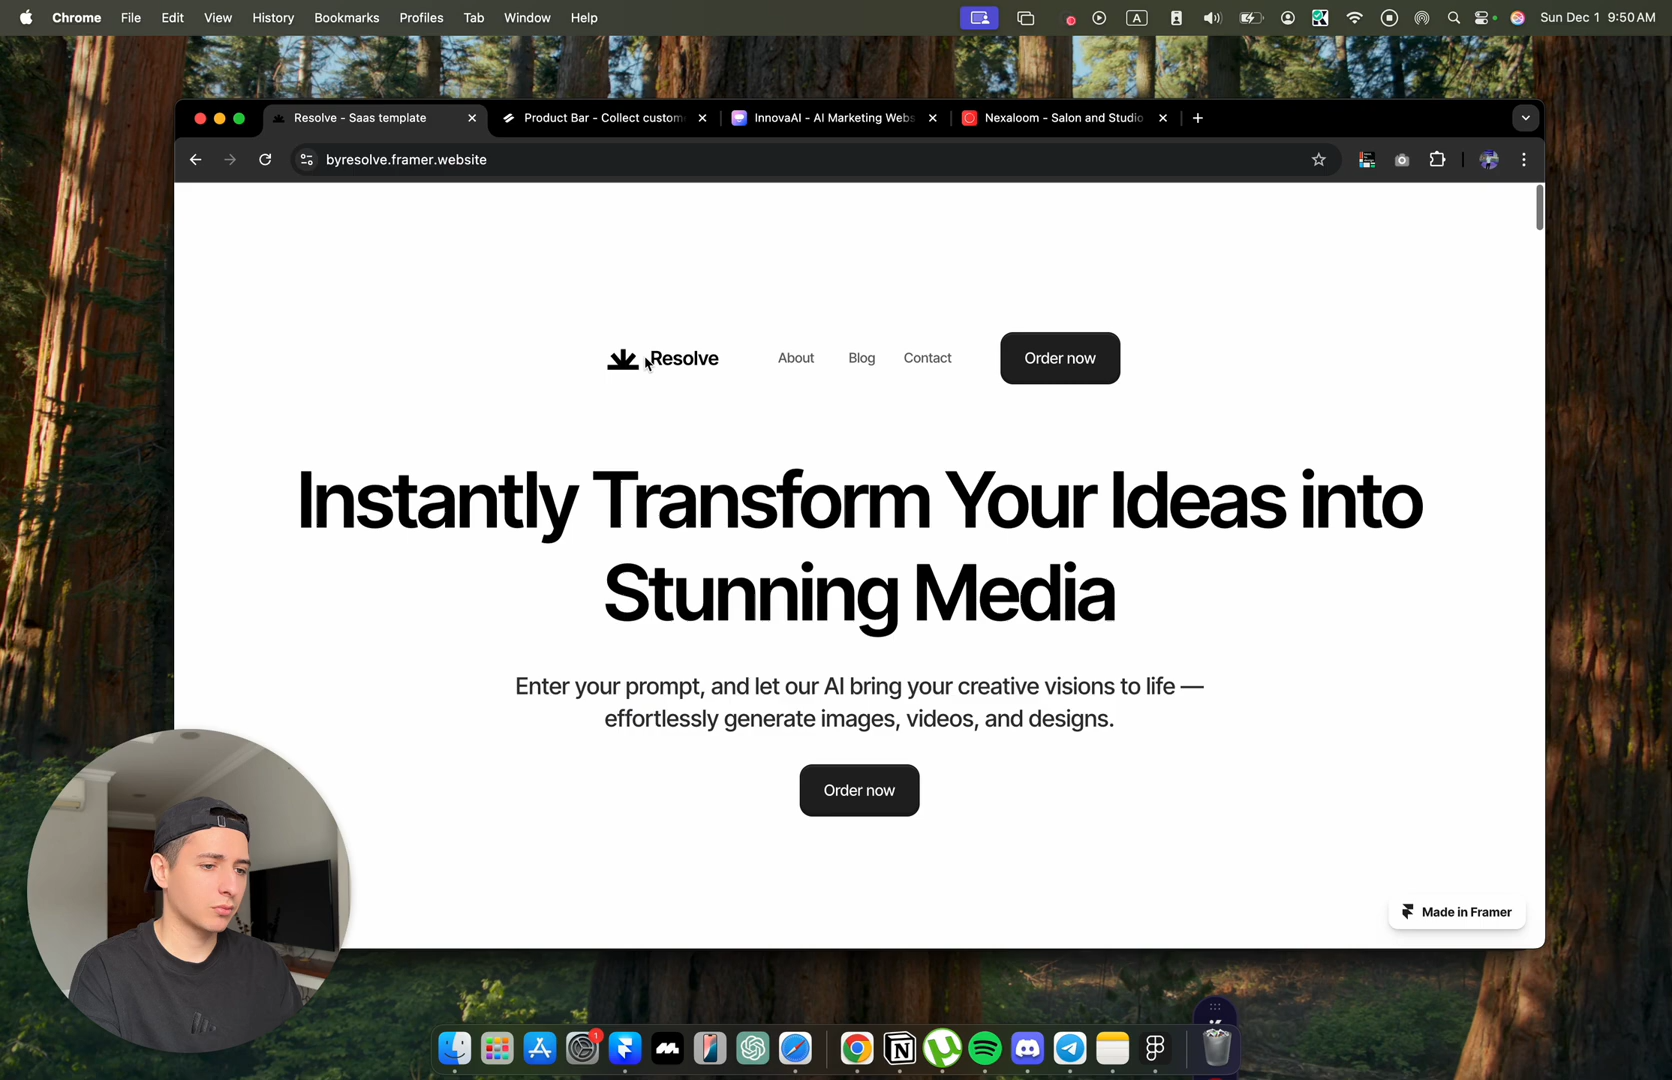 Chrome File Edit View History Bookmarks Profiles Tab Window Help A Sun Dec 1 9:50 AM
Resolve - Saas template Product Bar - Collect custom InnovaAI - AI Marketing Webs Nexaloom - Salon and Studio
byresolve.framer.website
Resolve About Blog Contact Order now
Instantly Transform Your Ideas into
Stunning Media
Enter your prompt, and let our AI bring your creative visions to life —
effortlessly generate images, videos, and designs.
Order now
Made in Framer
1